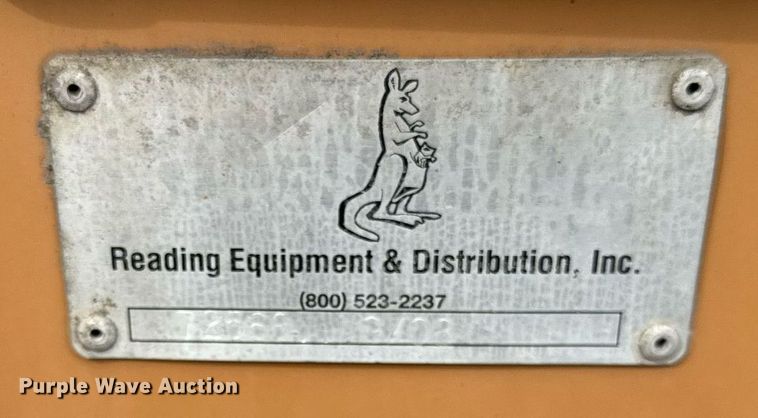 Reading Equipment & Distribution, Inc.
(800) 523-2237
Purple Wave Auction